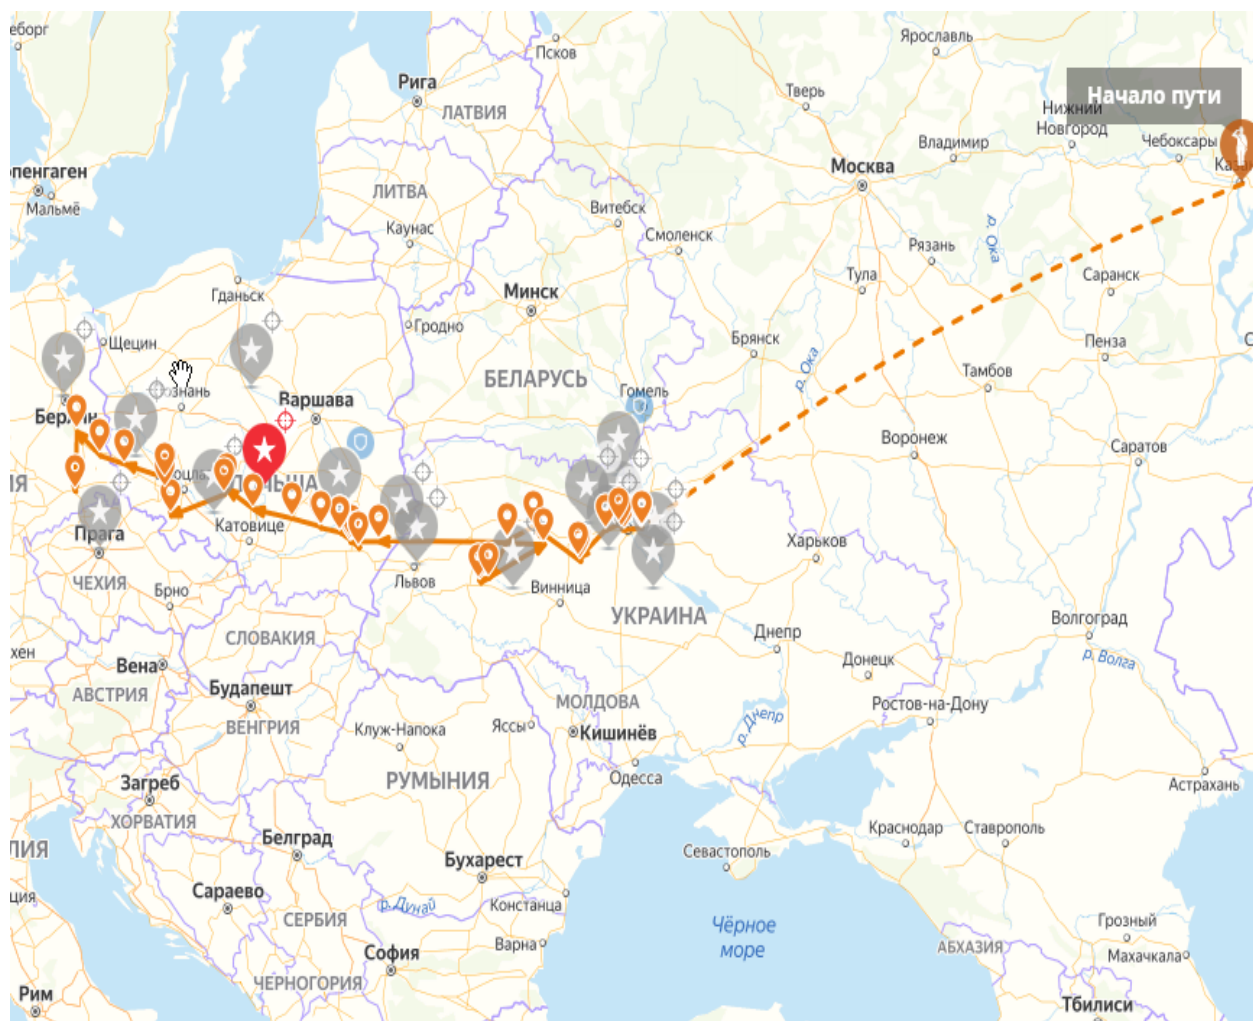 Ярославль
Псков
Рига
Тверь
Начало пути
ЛАТВИЯ
Нижний
Новгород
Владимир
Чебоксары
Москва
Мальмё
ЛИТВА
Витебск
Каунас
Смоленск
р. Ока
Рязань
Тула
Саранск
Гданьск
Минск
Гродно
Щецин
Брянск
Пенза
р. Ока
БЕЛАРУСЬ
Тамбов
Гомель
Варшава
Воронеж
Саратов
Катовице
Прага
Харьков
ЧЕХИЯ
Львов
Винница
Брно
УКРАИНА
Волгоград
Днепр
СЛОВАКИЯ
р. Волга
Вена
Донецк
Будапешт
АВСТРИЯ
МОЛДОВА
Ростов-на-Дону
ВЕНГРИЯ
Клуж-Напока
Яссы
Кишинёв
р. Днепр
Одесса
РУМЫНИЯ
Загреб
Астрахань
ХОРВАТИЯ
Краснодар
Ставрополь
Белград
Севастополь
Бухарест
Сараево
р. Дунай
Констанца
СЕРБИЯ
Грозный
Чёрное
море
Варна
АБХАЗИЯ
София
Махачкала
ЧЕРНОГОРИЯ
Рим
Тбилиси